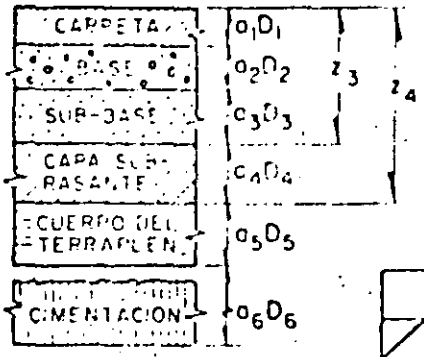 CARPETA
a₁D₁
BASE
a₂D₂
z₃
z₄
SUB-BASE
a₃D₃
CAPA SUB-
RASANTE
a₄D₄
CUERPO DEL
TERRAPLEN
a₅D₅
CIMENTACION
a₆D₆